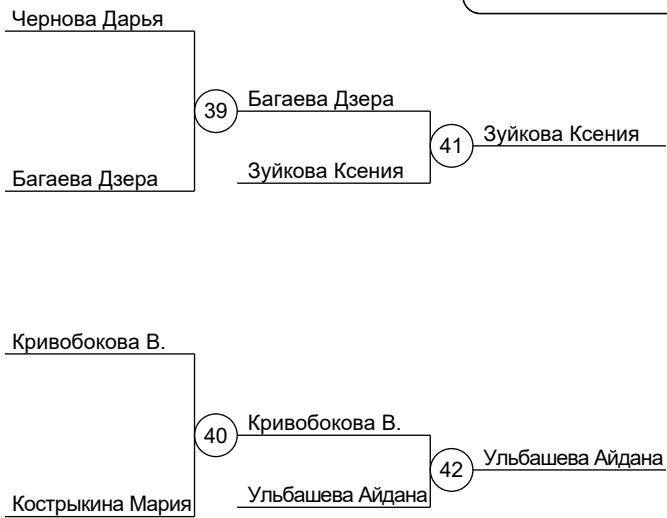 Чернова Дарья
39
Багаева Дзера
41
Зуйкова Ксения
Зуйкова Ксения
Багаева Дзера
Кривобокова В.
40
Кривобокова В.
42
Ульбашева Айдана
Ульбашева Айдана
Кострыкина Мария